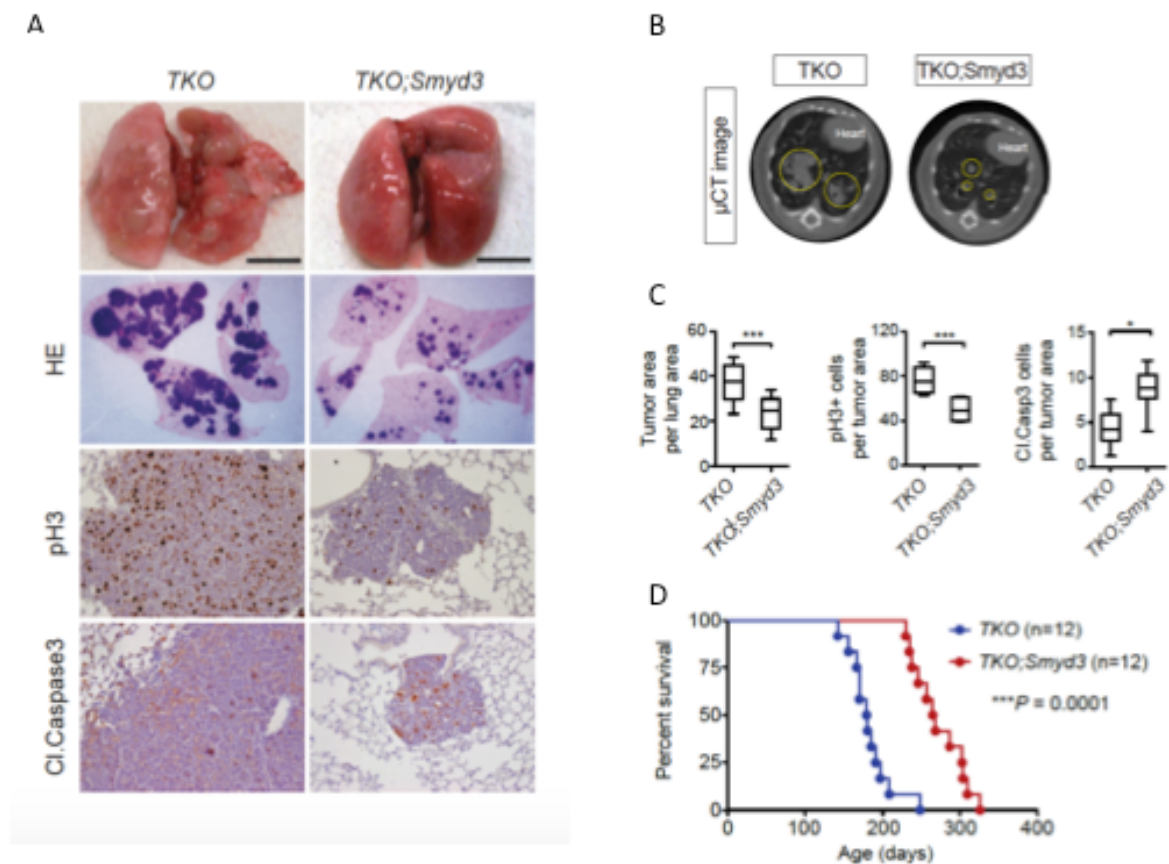 A
TKO
TKO;Smyd3
HE
pH3
Cl.Caspase3
B
TKO
TKO;Smyd3
µCT image
Heart
Heart
C
Tumor area
per lung area
60
40
20
0
***
TKO
TKO;Smyd3
pH3+ cells
per tumor area
120
80
40
0
***
TKO
TKO;Smyd3
Cl.Casp3 cells
per tumor area
15
10
5
0
*
TKO
TKO;Smyd3
D
Percent survival
100
75
50
25
0
TKO (n=12)
TKO;Smyd3 (n=12)
***P = 0.0001
0
100
200
300
400
Age (days)